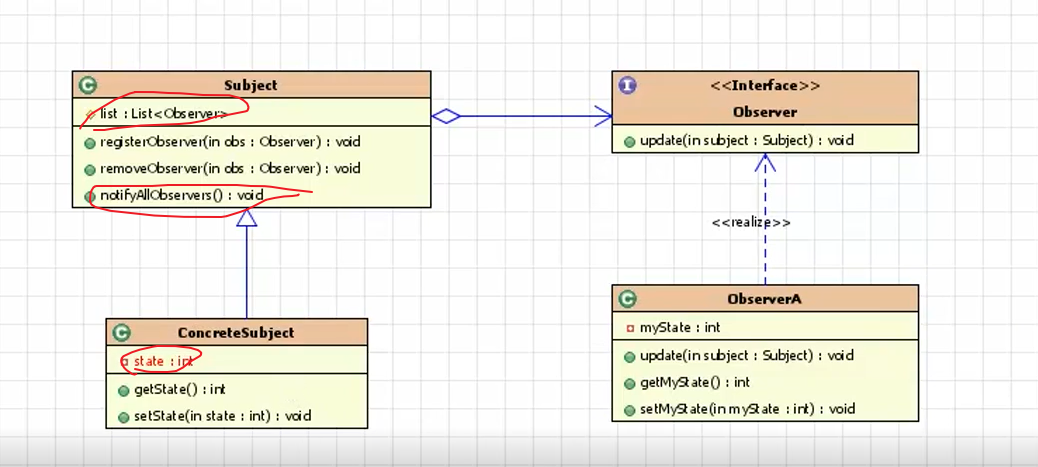 C Subject
list : List<Observer>
registerObserver(in obs : Observer) : void
removeObserver(in obs : Observer) : void
notifyAllObservers() : void
I <<Interface>>
Observer
update(in subject : Subject) : void
<<realize>>
C ConcreteSubject
state : int
getState() : int
setState(in state : int) : void
C ObserverA
myState : int
update(in subject : Subject) : void
getMyState() : int
setMyState(in myState : int) : void